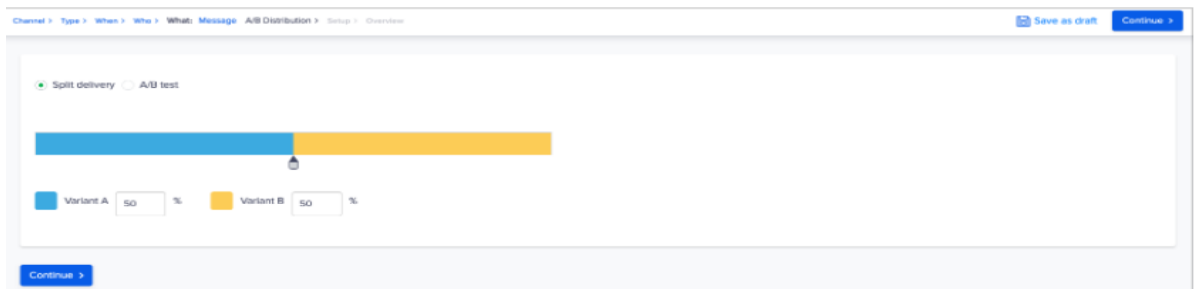 Channel > Type > When > Who > What: Message A/B Distribution > Setup > Overview Save as draft Continue >
Split delivery A/B test
Variant A 50 % Variant B 50 %
Continue >